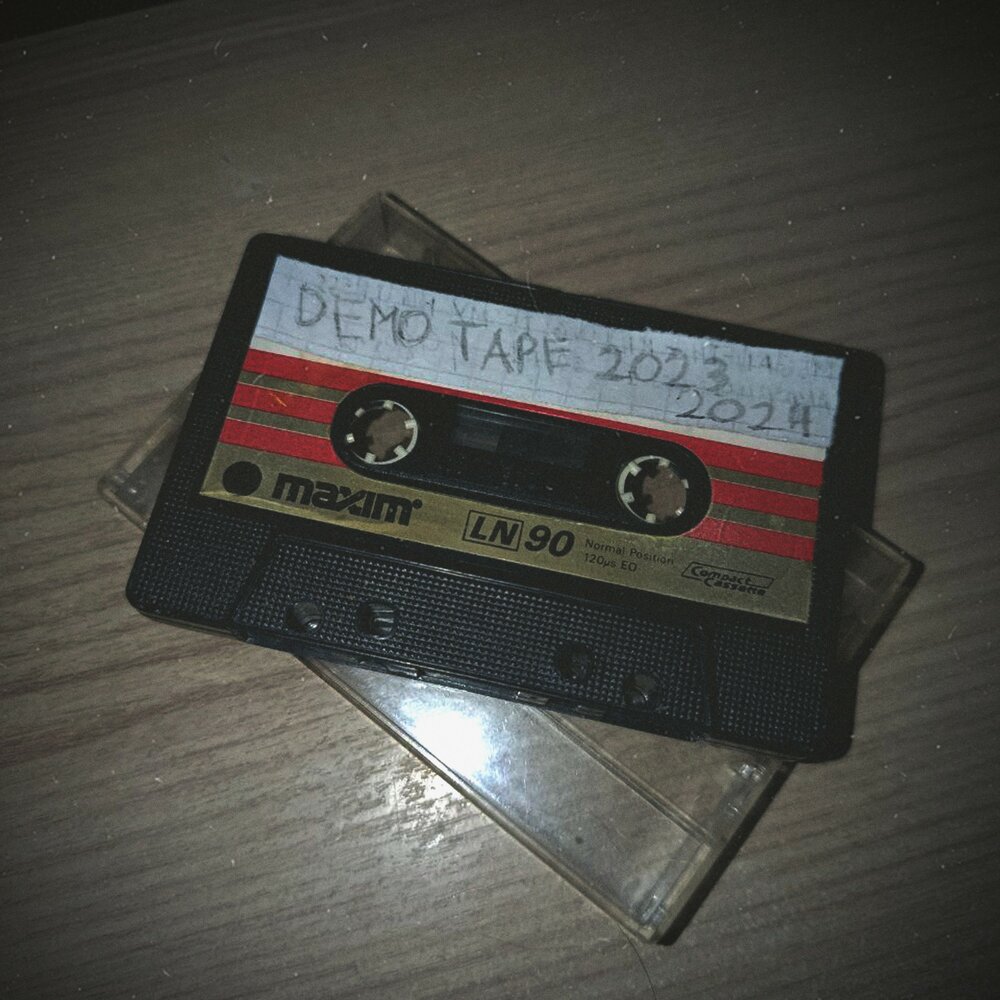 DEMO TAPE 2023
2024
maxim
LN 90
Normal Position
120μs EQ
Compact
Cassette